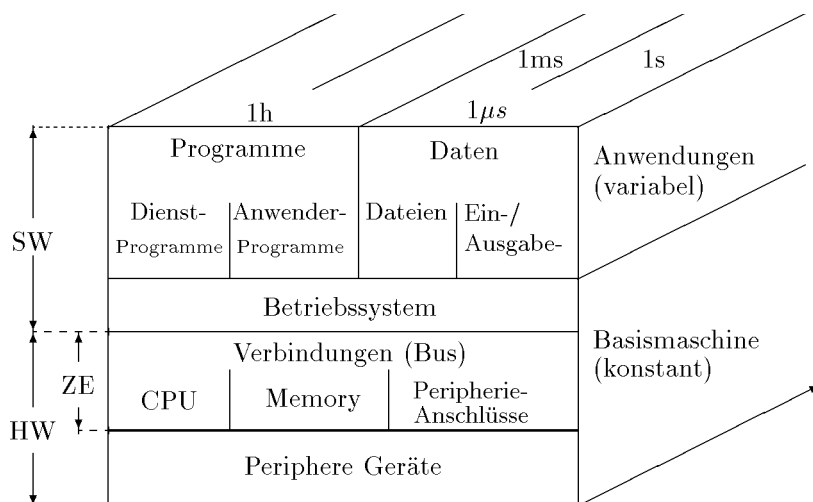 1ms
1s
1h
1µs
Programme
Daten
Anwendungen
(variabel)
Dienst-
Programme
Anwender-
Programme
Dateien
Ein-/
Ausgabe-
SW
Betriebssystem
Verbindungen (Bus)
Basismaschine
(konstant)
ZE
CPU
Memory
Peripherie-
Anschlüsse
HW
Periphere Geräte